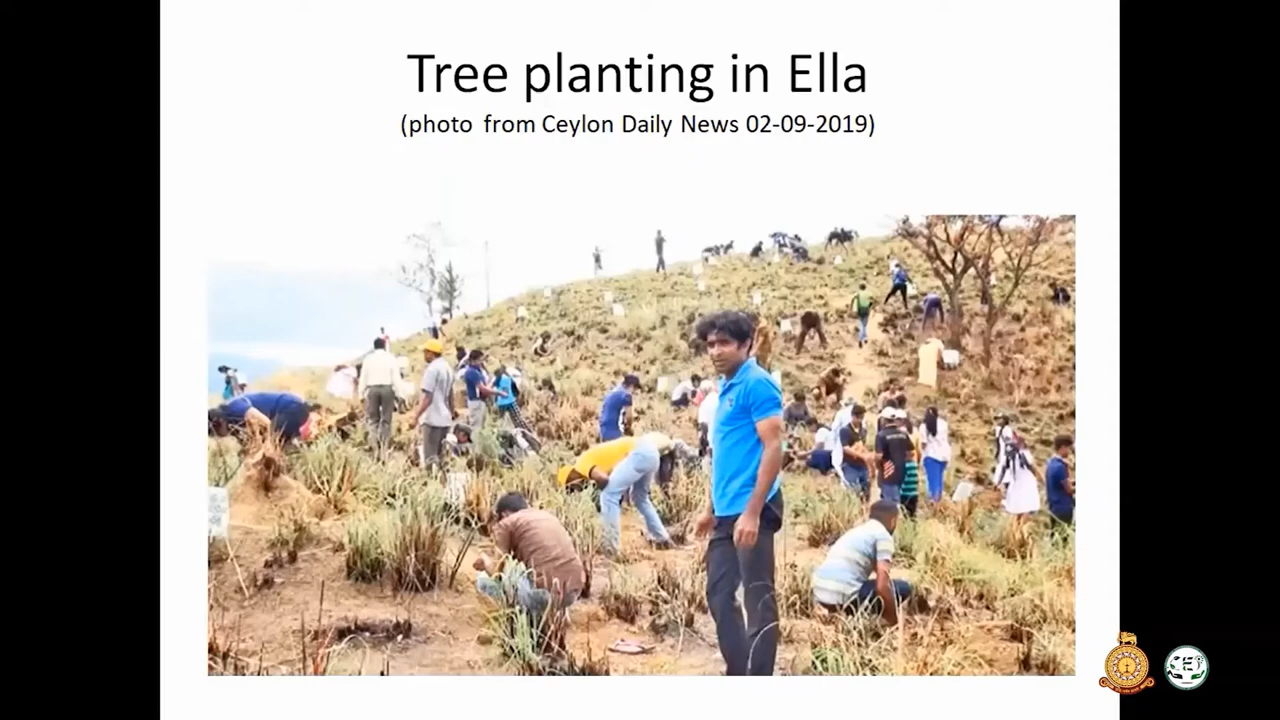 Tree planting in Ella
(photo from Ceylon Daily News 02-09-2019)